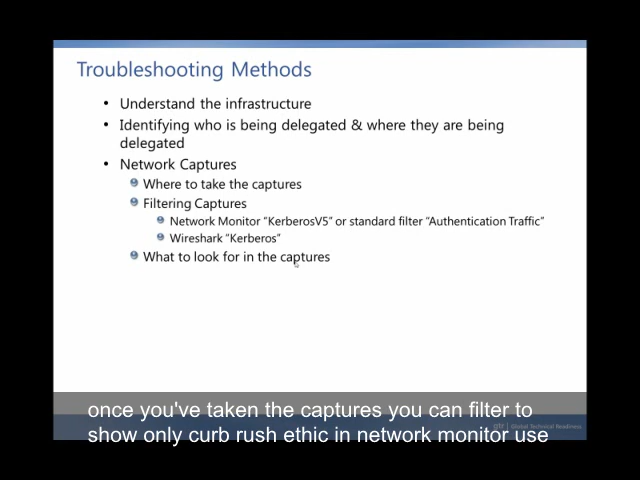 Troubleshooting Methods
• Understand the infrastructure
• Identifying who is being delegated & where they are being
delegated
• Network Captures
Where to take the captures
Filtering Captures
Network Monitor "KerberosV5" or standard filter "Authentication Traffic"
Wireshark "Kerberos"
What to look for in the captures
once you've taken the captures you can filter to
show only curb rush ethic in network monitor use
Global Technical Readiness